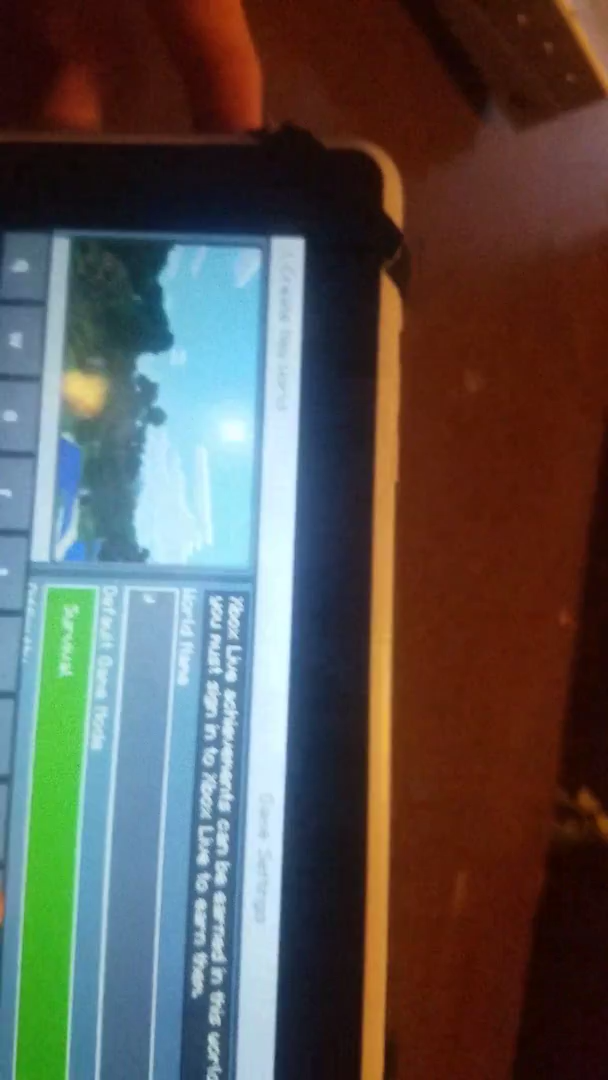 Create New World
Game Settings
Xbox Live achievements can be earned in this world
you must sign in to Xbox Live to earn them.
World Name
Default Game Mode
Survival
q w e r t